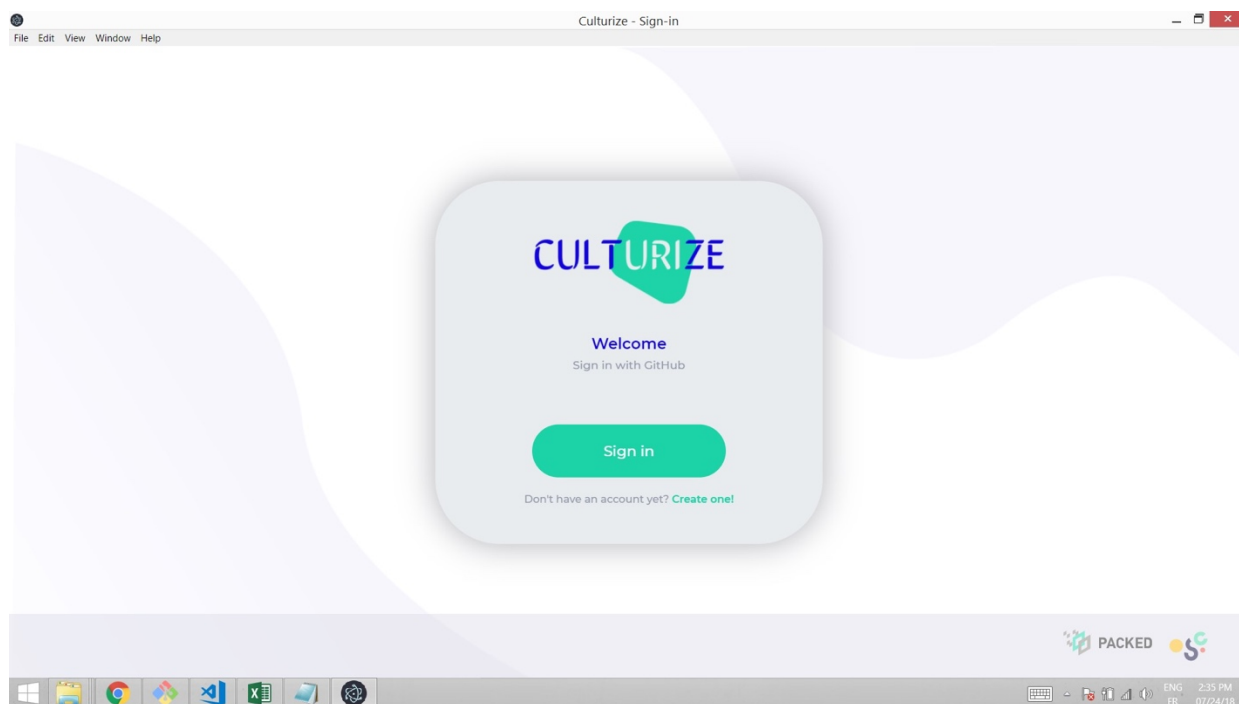 Culturize - Sign-in
File Edit View Window Help
CULTURIZE
Welcome
Sign in with GitHub
Sign in
Don't have an account yet? Create one!
PACKED
OSC
ENG 2:35 PM
FR 07/24/18